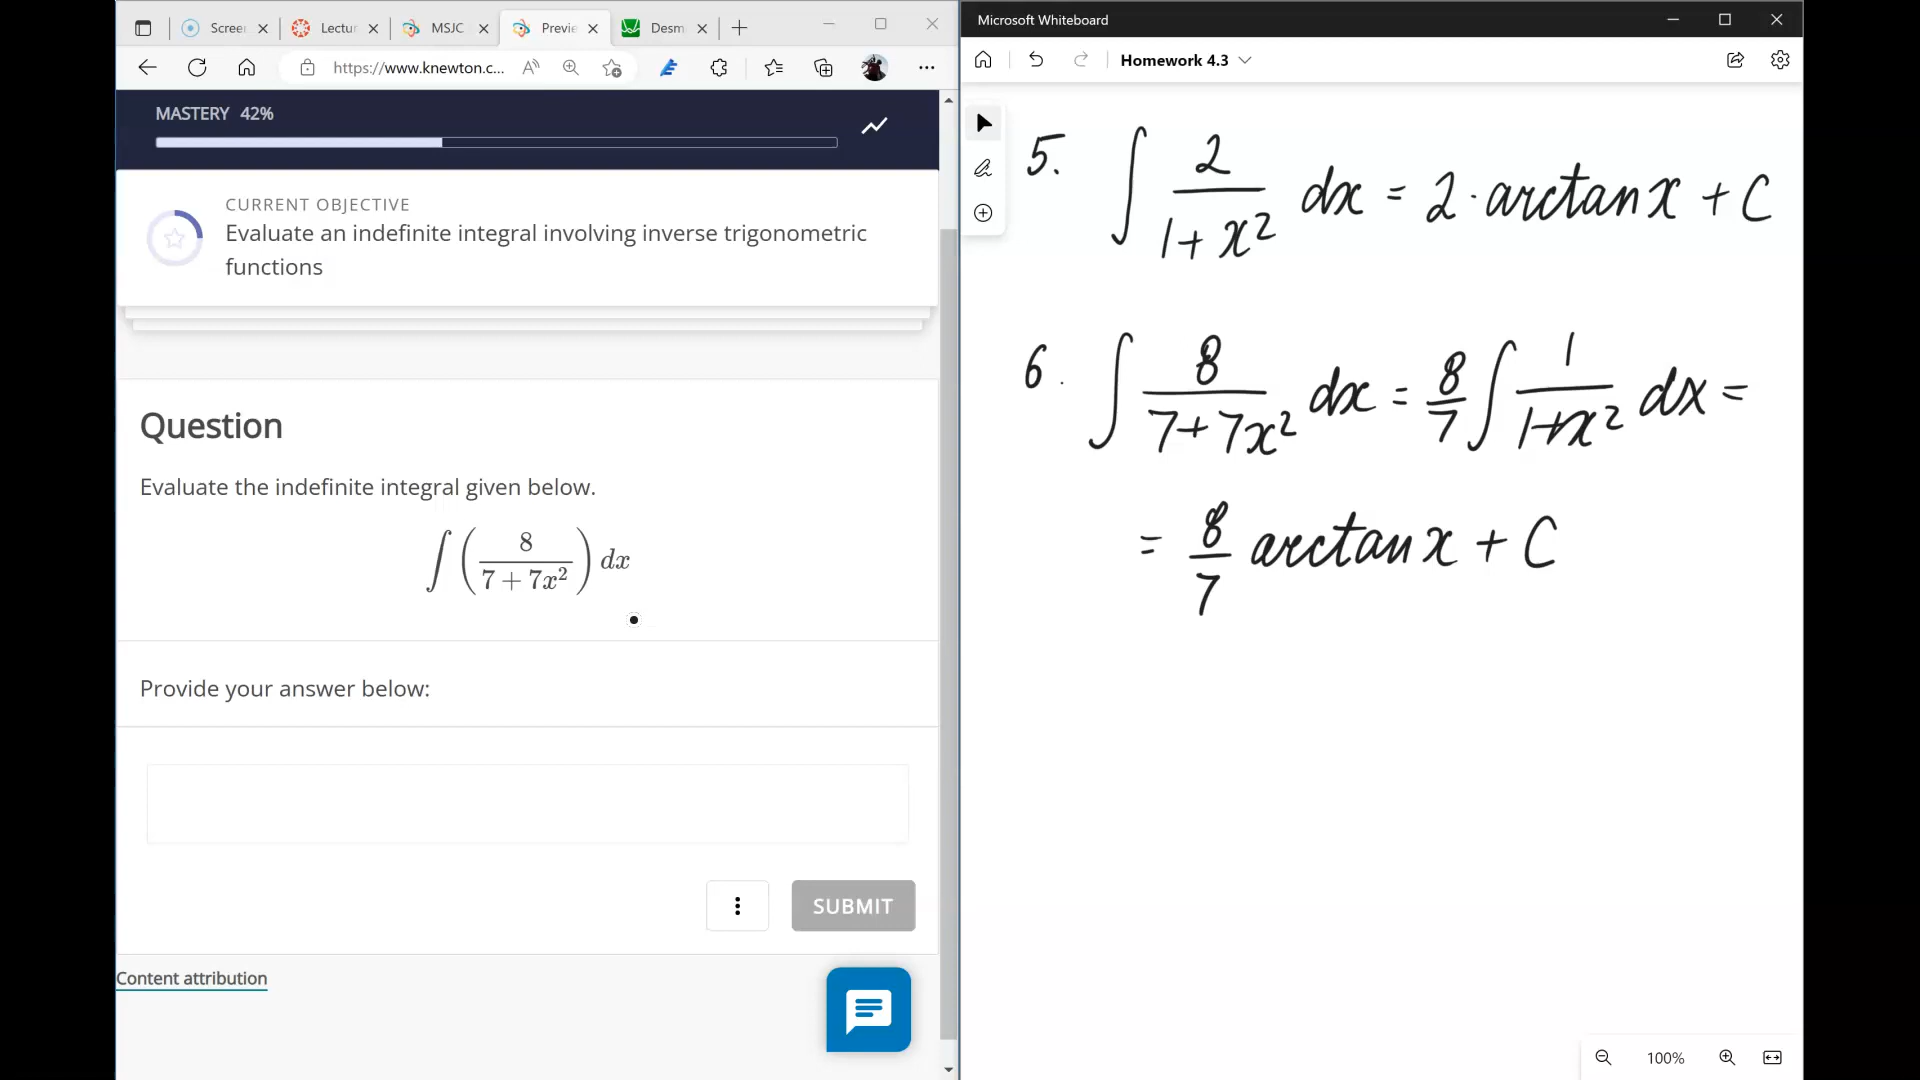 Screer
Lectur
MSJC
Previe
Desm
https://www.knewton.c...
MASTERY 42%
CURRENT OBJECTIVE
Evaluate an indefinite integral involving inverse trigonometric
functions
Question
Evaluate the indefinite integral given below.
∫ (8 / (7 + 7x²)) dx
Provide your answer below:
SUBMIT
Content attribution
Microsoft Whiteboard
Homework 4.3
5. ∫ 2 / (1 + x²) dx = 2 · arctan x + C
6. ∫ 8 / (7 + 7x²) dx = 8/7 ∫ 1 / (1 + x²) dx =
= 8/7 arctan x + C
100%